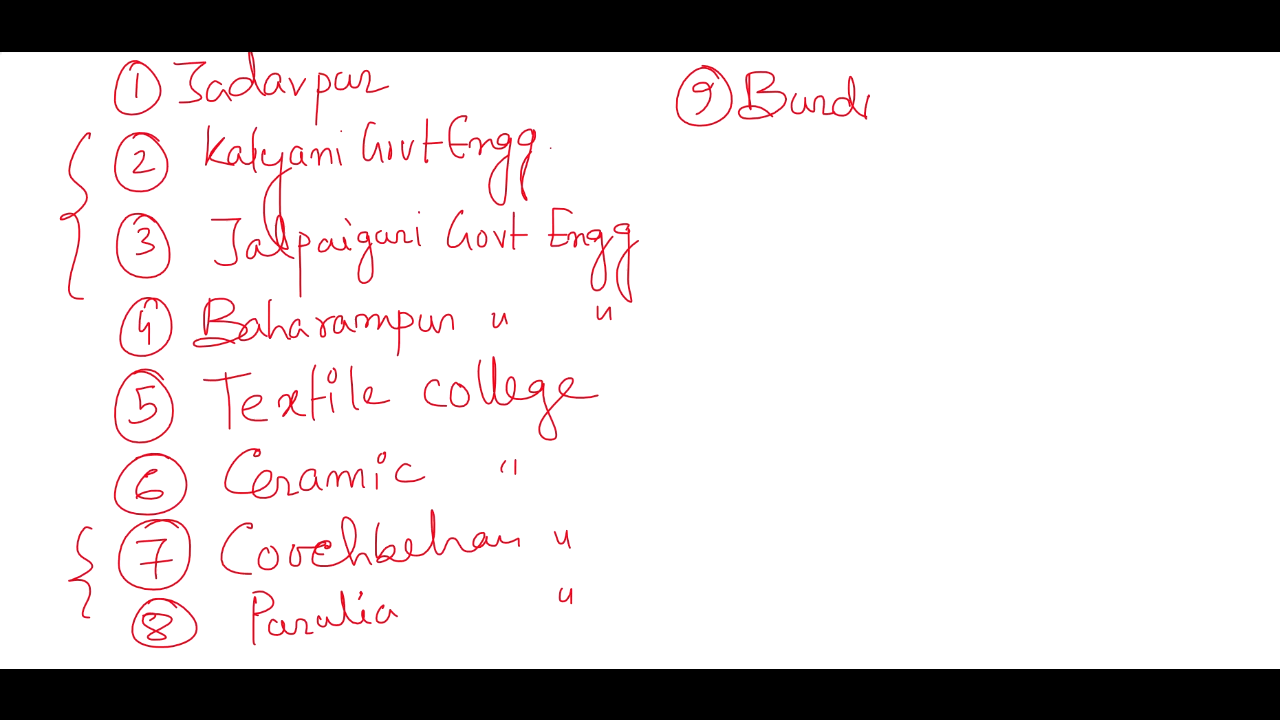 ① Jadavpur
② Kalyani Govt Engg
③ Jalpaiguri Govt Engg
④ Baharampur " "
⑤ Textile college
⑥ Ceramic "
⑦ Coochbehar "
⑧ Purulia "
⑨ Burd